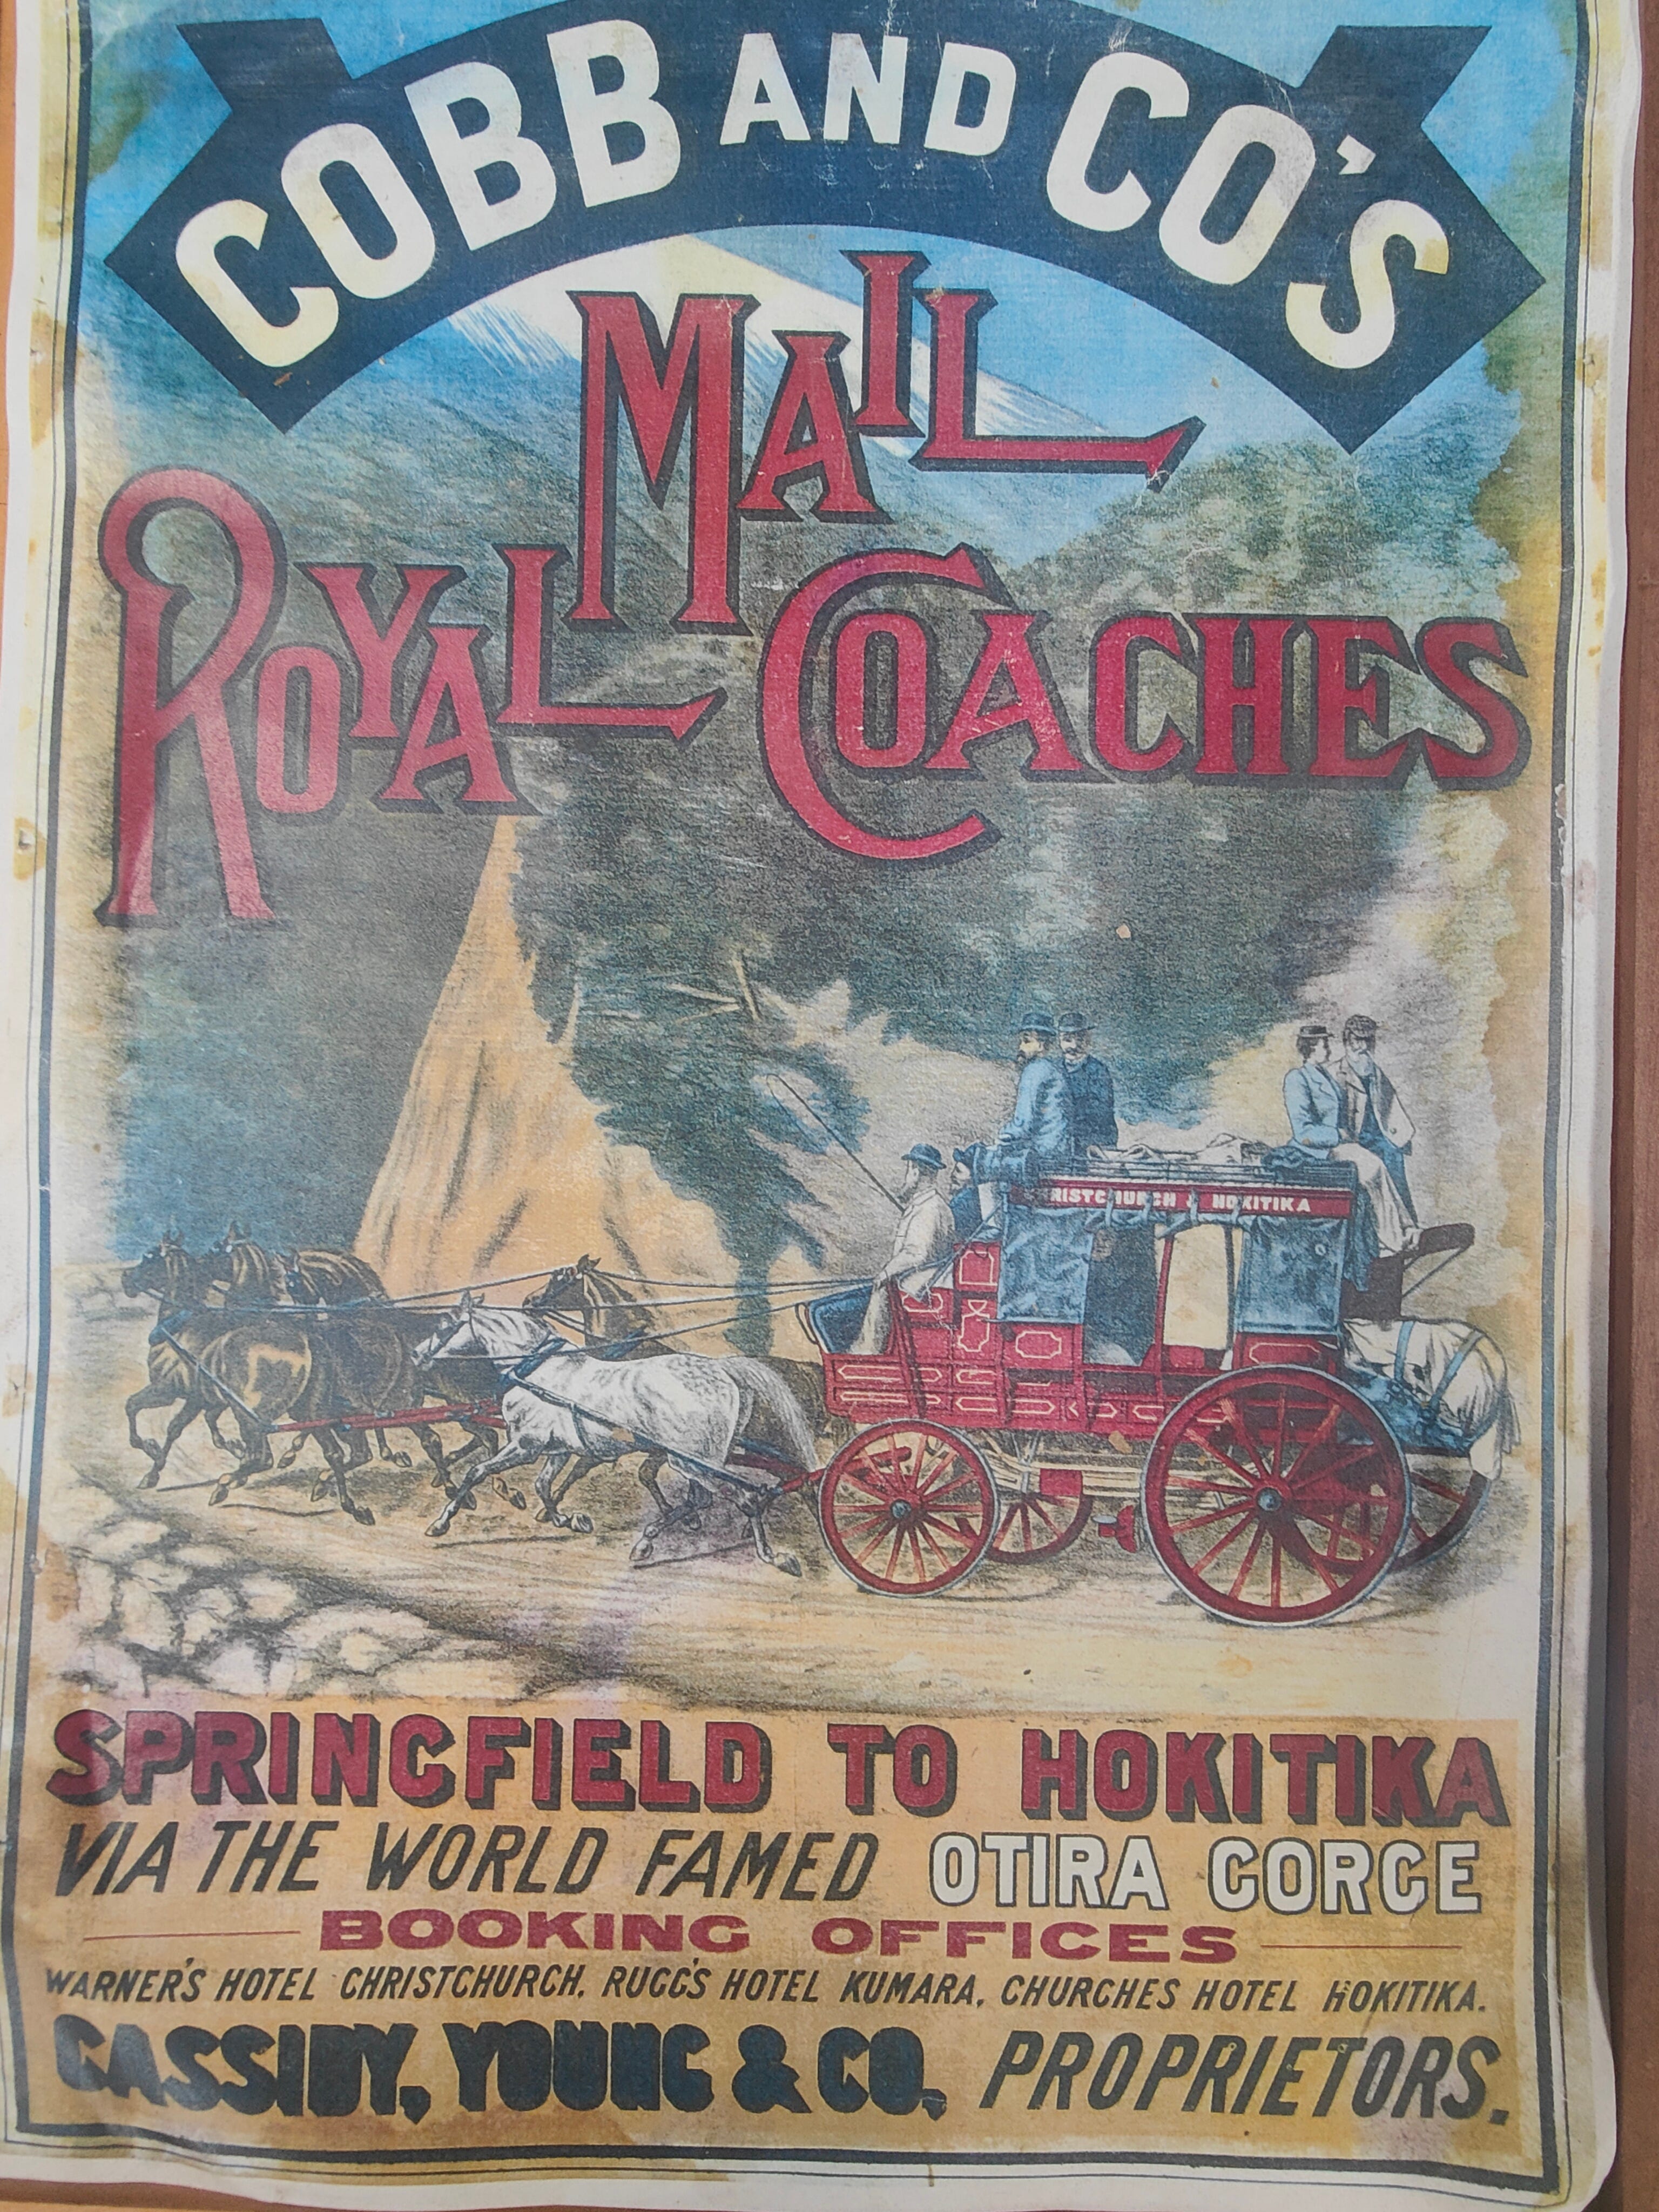 COBB AND CO'S
ROYAL MAIL COACHES
CHRISTCHURCH & HOKITIKA
SPRINGFIELD TO HOKITIKA
VIA THE WORLD FAMED OTIRA GORGE
BOOKING OFFICES
WARNER'S HOTEL CHRISTCHURCH. RUGG'S HOTEL KUMARA. CHURCHES HOTEL HOKITIKA.
CASSIDY, YOUNG & CO. PROPRIETORS.